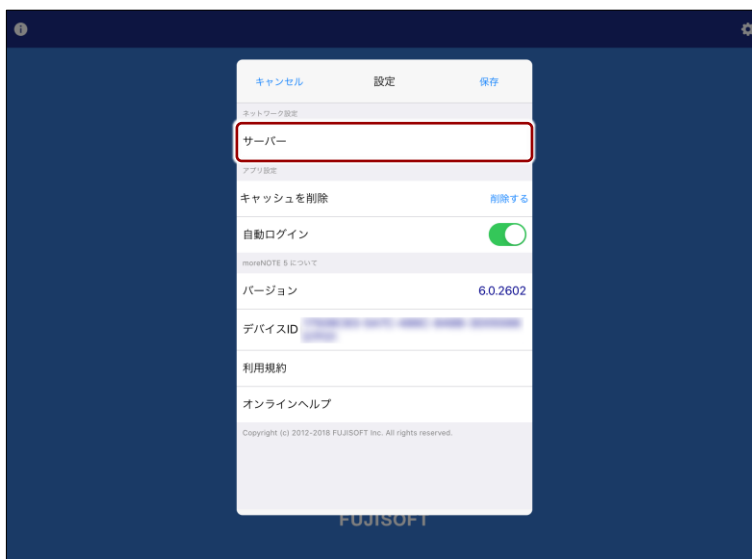 キャンセル 設定 保存
ネットワーク設定
サーバー
アプリ設定
キャッシュを削除 削除する
自動ログイン
moreNOTE 5 について
バージョン 6.0.2602
デバイスID
利用規約
オンラインヘルプ
Copyright (c) 2012-2018 FUJISOFT Inc. All rights reserved.
FUJISOFT